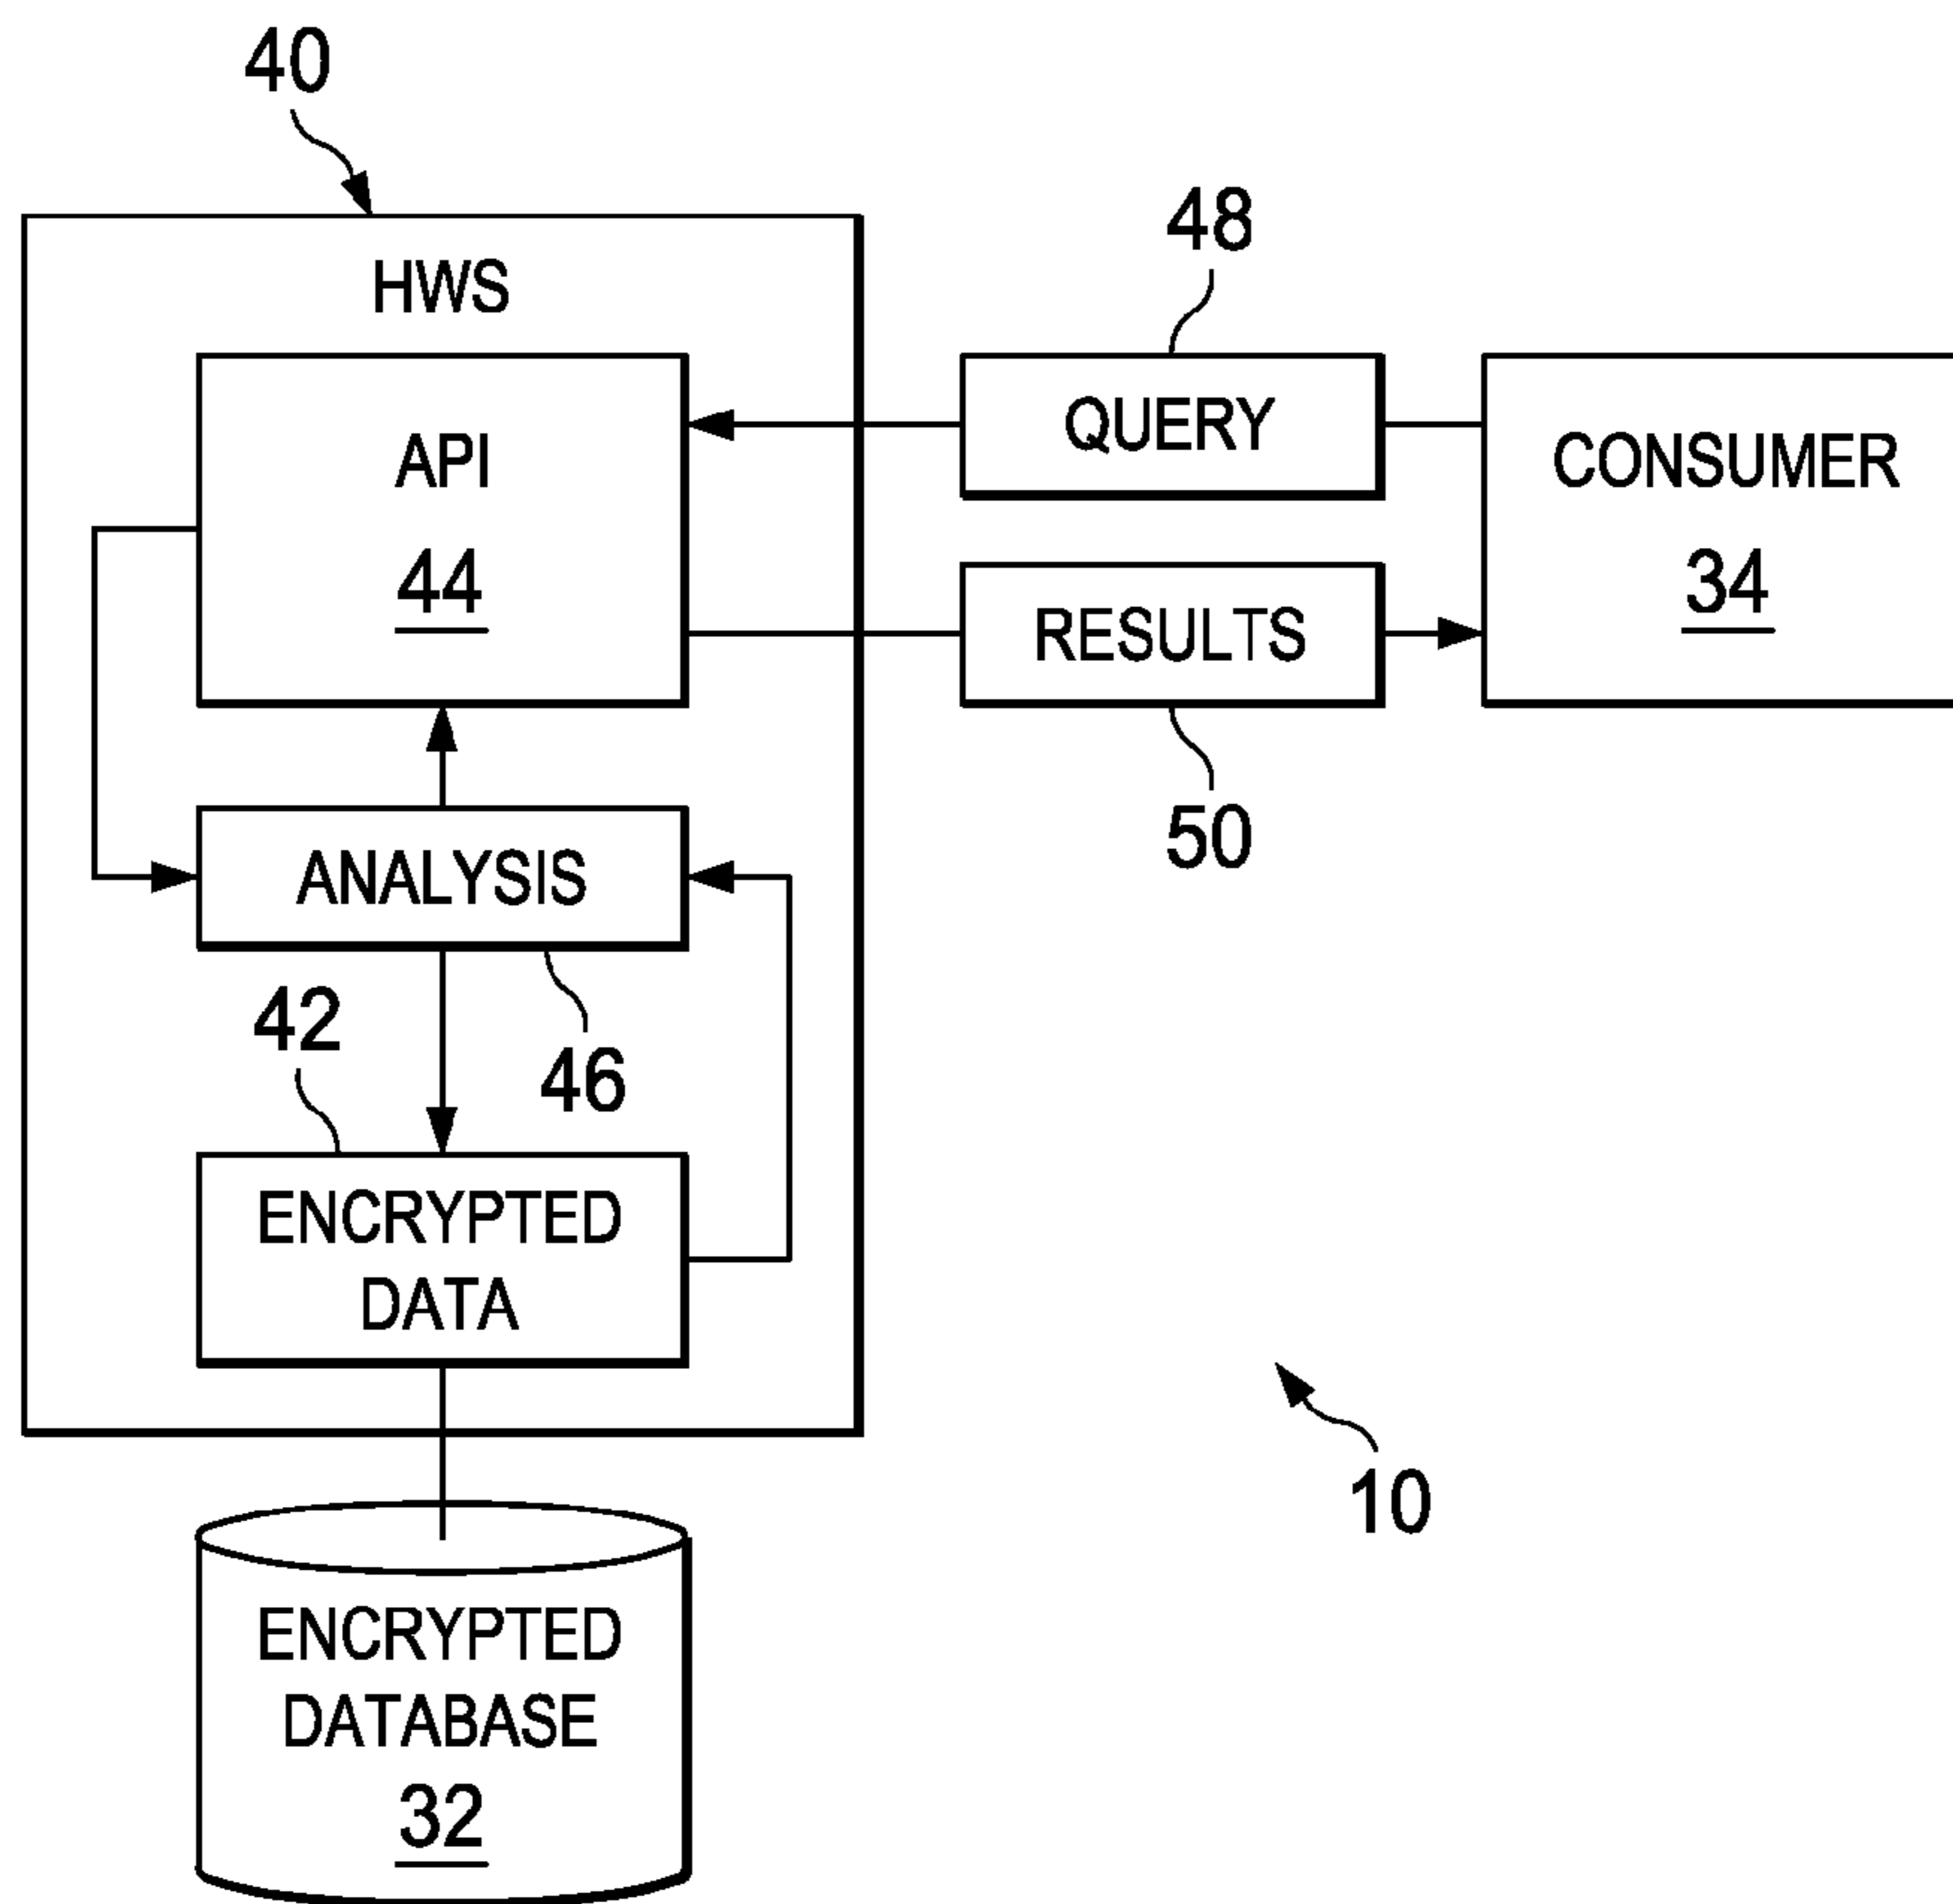 40
HWS
48
API
44
QUERY
CONSUMER
34
RESULTS
50
ANALYSIS
42
46
ENCRYPTED
DATA
10
ENCRYPTED
DATABASE
32